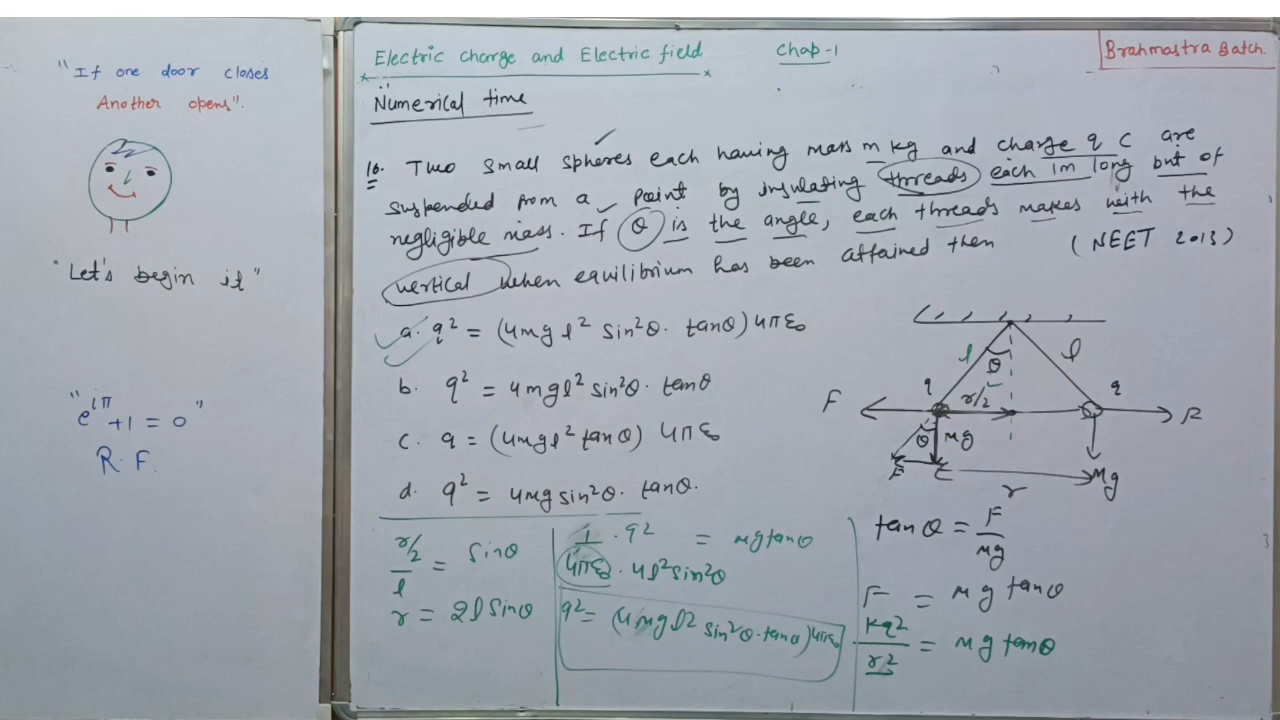 "If one door closes
Another opens".
"Let's begin it"
"e^iπ +1 = 0"
R.F.
Electric charge and Electric field Chap-1
Brahmastra Batch.
Numerical time
10. Two small spheres each having mass m kg and charge q C are
suspended from a point by insulating threads each 1m long but of
negligible mass. If θ is the angle, each threads makes with the
vertical when equilibrium has been attained then (NEET 2013)
a. q² = (4mgl² sin²θ. tanθ) 4πε₀
b. q² = 4mgl² sin²θ. tanθ
c. q = (4mgl² tanθ) 4πε₀
d. q² = 4mg sin²θ. tanθ.
l θ l
q r/2 q
F F
θ mg
F Mg
r
r/2 / l = sinθ
r = 2l sinθ
1/4πε₀ . q²/4l² sin²θ = mg tanθ
q² = (4mgl² sin²θ. tanθ) 4πε₀
tanθ = F/mg
F = mg tanθ
kq²/r² = mg tanθ